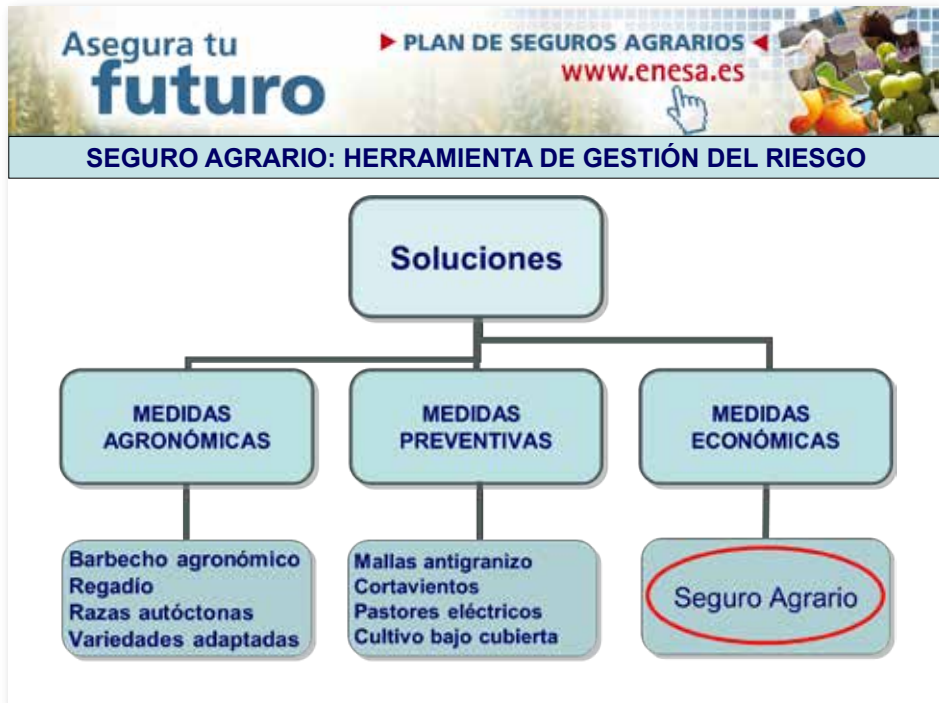 Asegura tu
futuro
PLAN DE SEGUROS AGRARIOS
www.enesa.es
SEGURO AGRARIO: HERRAMIENTA DE GESTIÓN DEL RIESGO
Soluciones
MEDIDAS
AGRONÓMICAS
MEDIDAS
PREVENTIVAS
MEDIDAS
ECONÓMICAS
Barbecho agronómico
Regadío
Razas autóctonas
Variedades adaptadas
Mallas antigranizo
Cortavientos
Pastores eléctricos
Cultivo bajo cubierta
Seguro Agrario